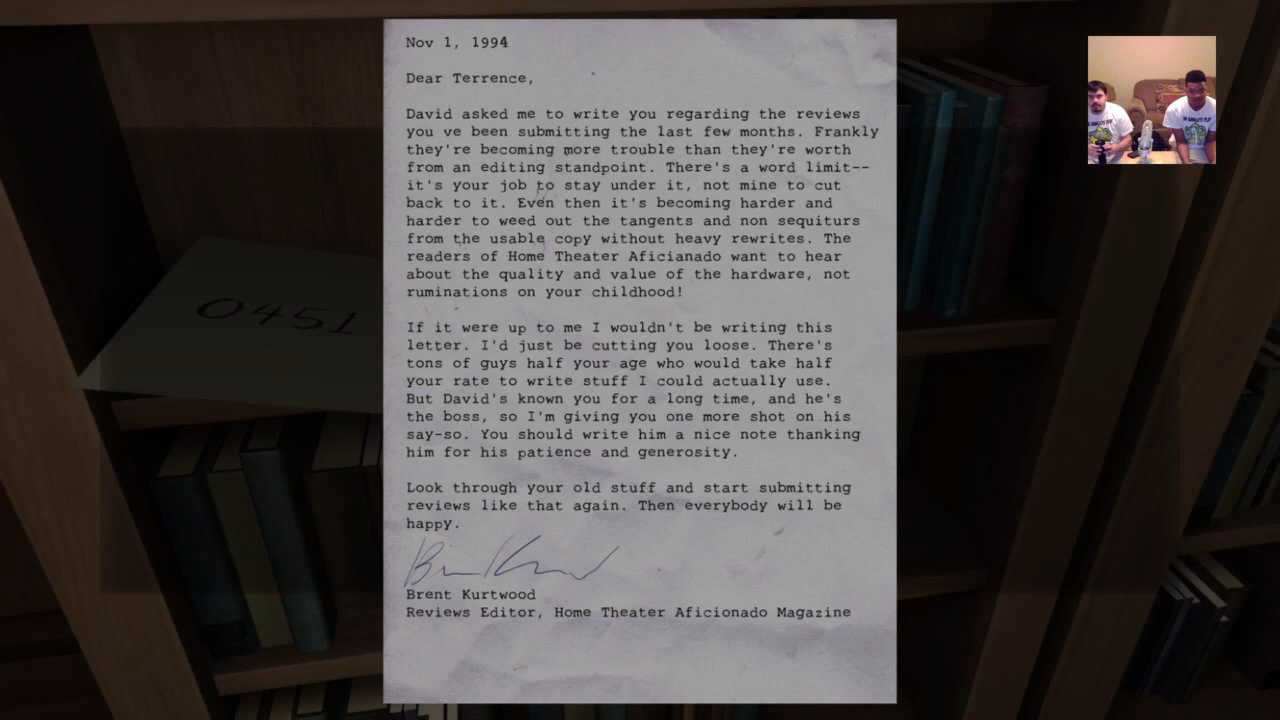 Nov 1, 1994
Dear Terrence,
David asked me to write you regarding the reviews
you ve been submitting the last few months. Frankly
they're becoming more trouble than they're worth
from an editing standpoint. There's a word limit--
it's your job to stay under it, not mine to cut
back to it. Even then it's becoming harder and
harder to weed out the tangents and non sequiturs
from the usable copy without heavy rewrites. The
readers of Home Theater Aficianado want to hear
about the quality and value of the hardware, not
ruminations on your childhood!
If it were up to me I wouldn't be writing this
letter. I'd just be cutting you loose. There's
tons of guys half your age who would take half
your rate to write stuff I could actually use.
But David's known you for a long time, and he's
the boss, so I'm giving you one more shot on his
say-so. You should write him a nice note thanking
him for his patience and generosity.
Look through your old stuff and start submitting
reviews like that again. Then everybody will be
happy.
Brent Kurtwood
Reviews Editor, Home Theater Aficionado Magazine
0451